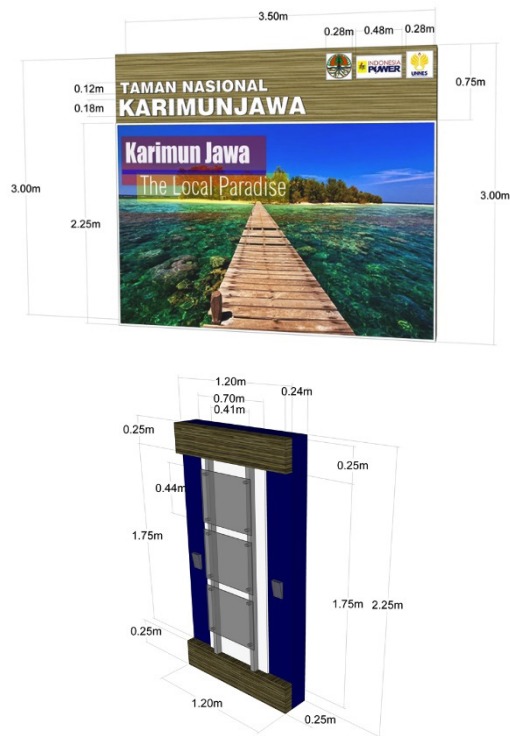 3.50m
0.28m 0.48m 0.28m
INDONESIA
POWER
UNNES
TAMAN NASIONAL
KARIMUNJAWA
0.12m
0.18m
0.75m
Karimun Jawa
The Local Paradise
3.00m
2.25m
3.00m
1.20m
0.24m
0.70m
0.41m
0.25m
0.25m
0.44m
1.75m
1.75m
2.25m
0.25m
1.20m
0.25m